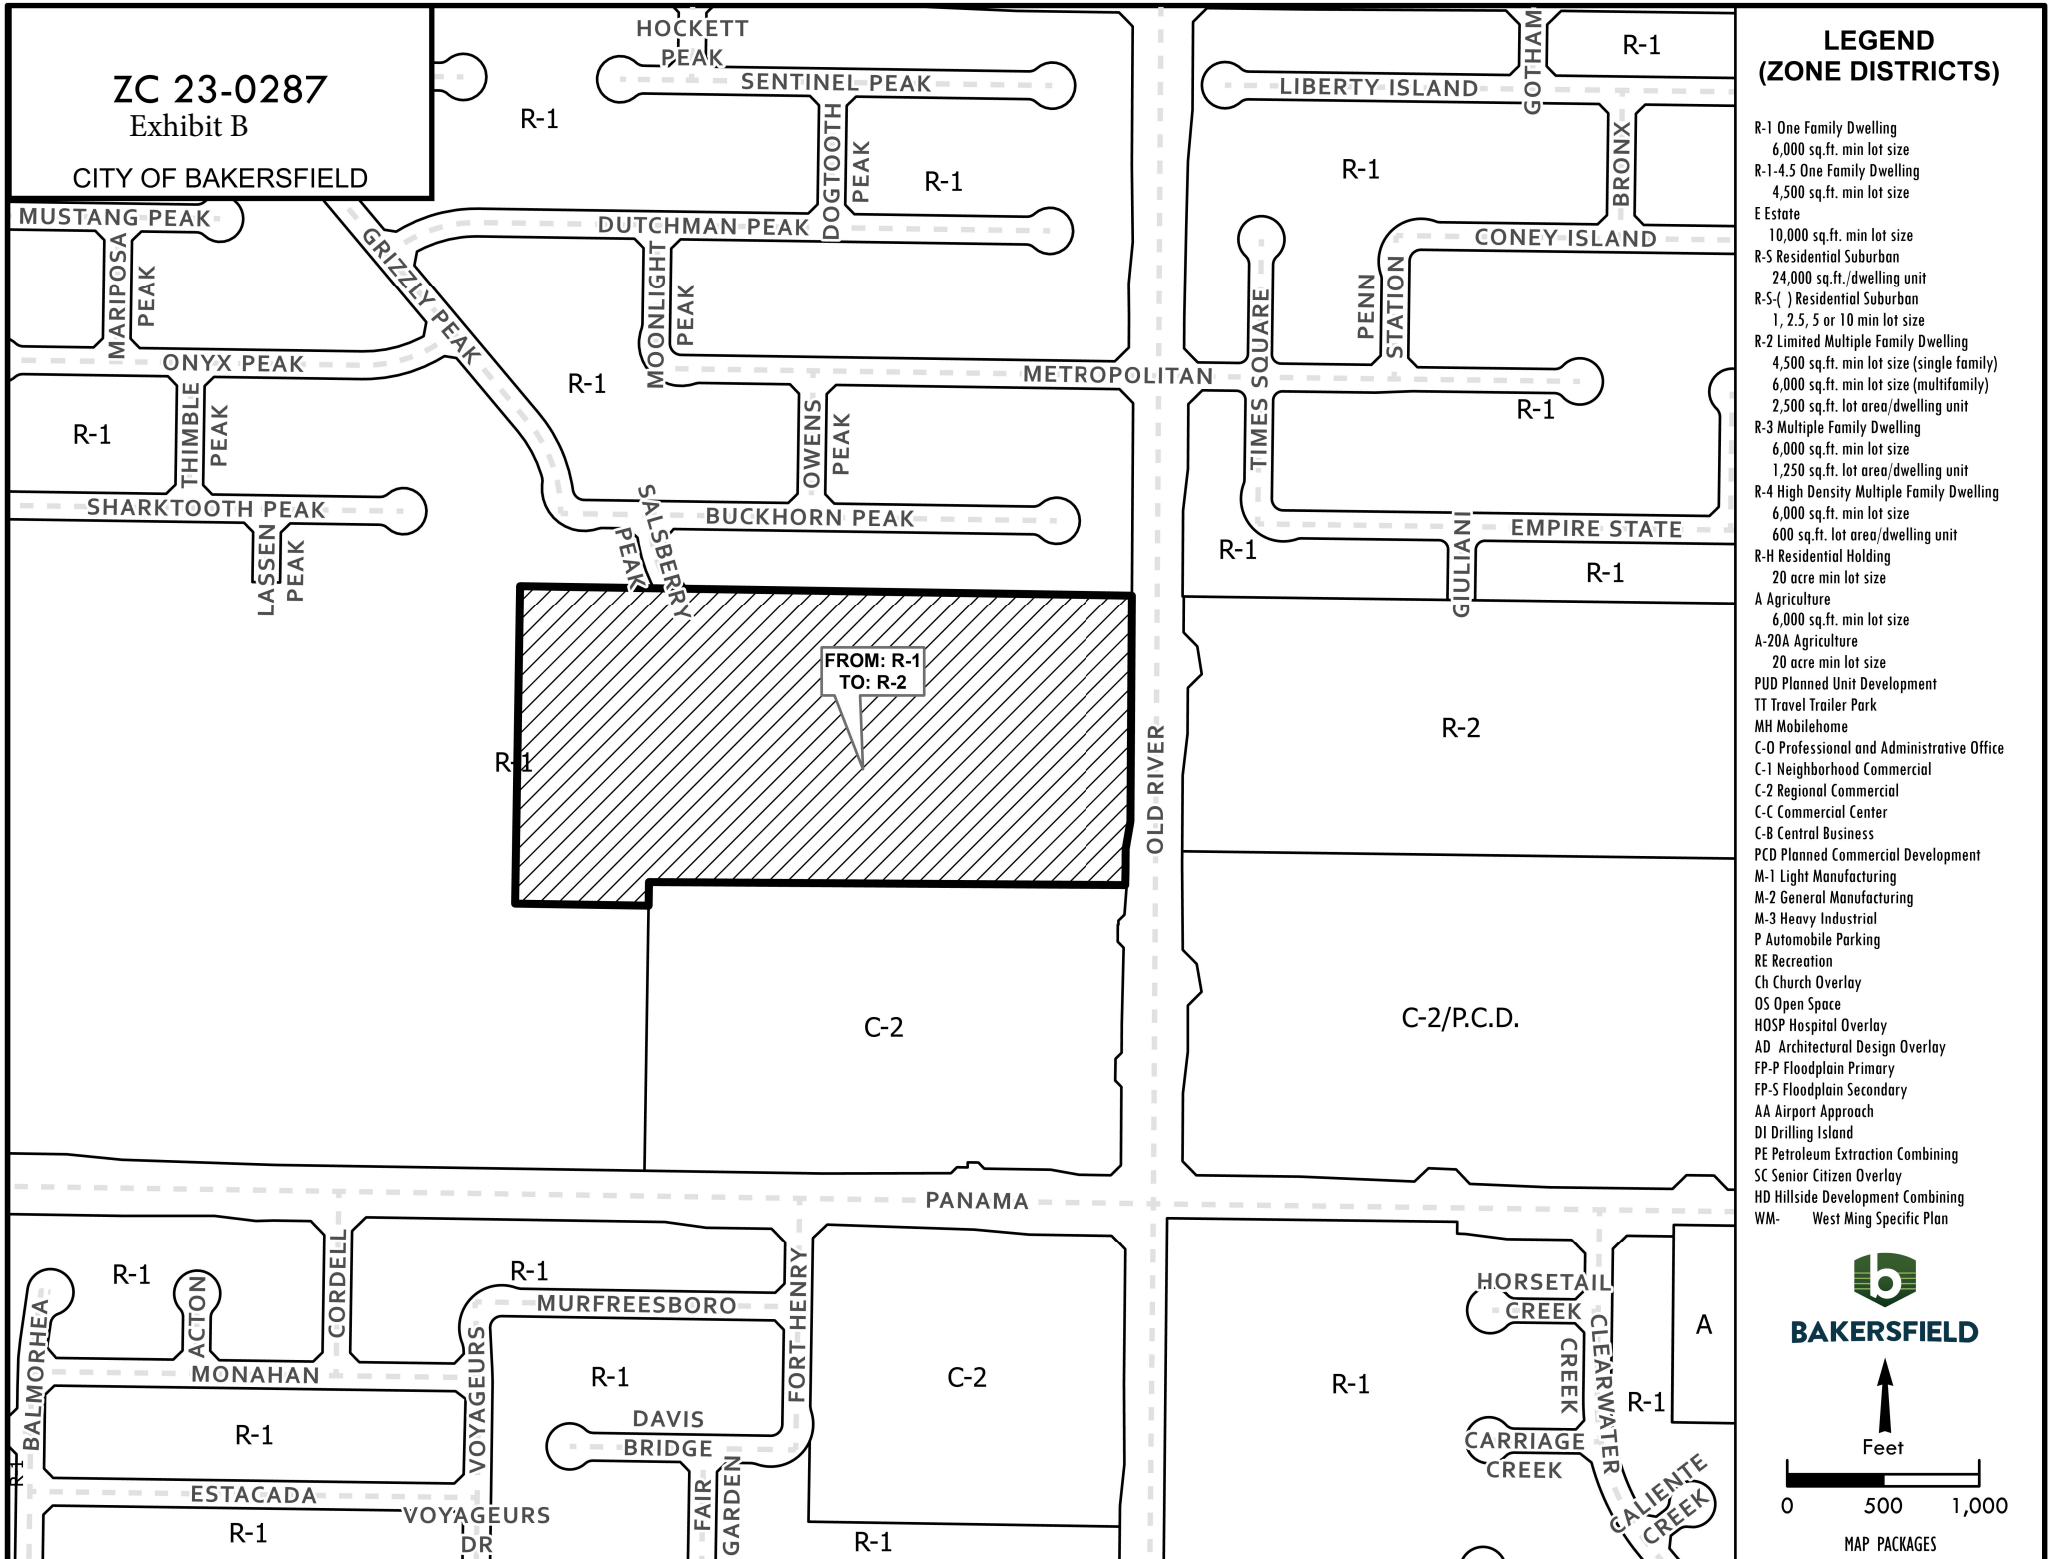 ZC 23-0287
Exhibit B
CITY OF BAKERSFIELD
HOCKETT
PEAK
SENTINEL PEAK
R-1
DOGTOOTH
PEAK
R-1
LIBERTY ISLAND
GOTHAM
R-1
R-1
BRONX
MUSTANG PEAK
MARIPOSA
PEAK
GRIZZLY PEAK
DUTCHMAN PEAK
MOONLIGHT
PEAK
CONEY ISLAND
PENN
STATION
TIMES SQUARE
ONYX PEAK
R-1
METROPOLITAN
R-1
R-1
THIMBLE
PEAK
OWENS
PEAK
SHARKTOOTH PEAK
LASSEN
PEAK
SALSBERRY
PEAK
BUCKHORN PEAK
R-1
GIULIANI
EMPIRE STATE
R-1
FROM: R-1
TO: R-2
R-1
OLD RIVER
R-2
C-2
C-2/P.C.D.
PANAMA
R-1
BALMORHEA
ACTON
CORDELL
R-1
MURFREESBORO
FORT HENRY
MONAHAN
VOYAGEURS
R-1
C-2
R-1
HORSETAIL
CREEK
CLEARWATER
CREEK
A
R-1
R-1
R-1
DAVIS
BRIDGE
FAIR
GARDEN
CARRIAGE
CREEK
CALIENTE
CREEK
ESTACADA
VOYAGEURS
DR
R-1
R-1
LEGEND
(ZONE DISTRICTS)
R-1 One Family Dwelling
6,000 sq.ft. min lot size
R-1-4.5 One Family Dwelling
4,500 sq.ft. min lot size
E Estate
10,000 sq.ft. min lot size
R-S Residential Suburban
24,000 sq.ft./dwelling unit
R-S-( ) Residential Suburban
1, 2.5, 5 or 10 min lot size
R-2 Limited Multiple Family Dwelling
4,500 sq.ft. min lot size (single family)
6,000 sq.ft. min lot size (multifamily)
2,500 sq.ft. lot area/dwelling unit
R-3 Multiple Family Dwelling
6,000 sq.ft. min lot size
1,250 sq.ft. lot area/dwelling unit
R-4 High Density Multiple Family Dwelling
6,000 sq.ft. min lot size
600 sq.ft. lot area/dwelling unit
R-H Residential Holding
20 acre min lot size
A Agriculture
6,000 sq.ft. min lot size
A-20A Agriculture
20 acre min lot size
PUD Planned Unit Development
TT Travel Trailer Park
MH Mobilehome
C-O Professional and Administrative Office
C-1 Neighborhood Commercial
C-2 Regional Commercial
C-C Commercial Center
C-B Central Business
PCD Planned Commercial Development
M-1 Light Manufacturing
M-2 General Manufacturing
M-3 Heavy Industrial
P Automobile Parking
RE Recreation
Ch Church Overlay
OS Open Space
HOSP Hospital Overlay
AD Architectural Design Overlay
FP-P Floodplain Primary
FP-S Floodplain Secondary
AA Airport Approach
DI Drilling Island
PE Petroleum Extraction Combining
SC Senior Citizen Overlay
HD Hillside Development Combining
WM- West Ming Specific Plan
b
BAKERSFIELD
Feet
0 500 1,000
MAP PACKAGES